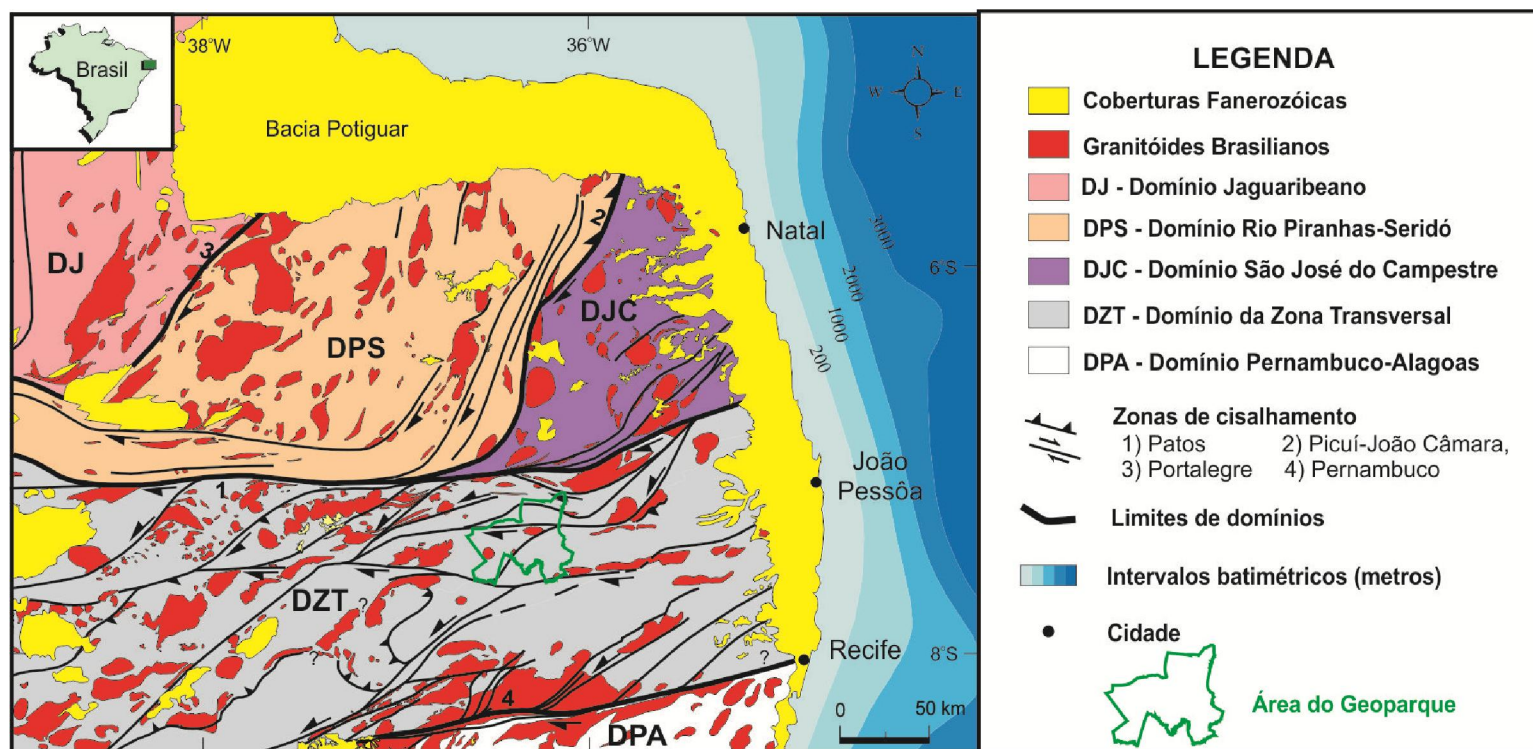 38°W
36°W
Brasil
N
W
L
S
Bacia Potiguar
Natal
2
3
DJ
6°S
3000
2000
1000
200
DJC
DPS
João
Pessôa
1
DZT
?
?
?
Recife
8°S
4
0
50 km
DPA
LEGENDA
Coberturas Fanerozóicas
Granitóides Brasilianos
DJ - Domínio Jaguaribeano
DPS - Domínio Rio Piranhas-Seridó
DJC - Domínio São José do Campestre
DZT - Domínio da Zona Transversal
DPA - Domínio Pernambuco-Alagoas
Zonas de cisalhamento
1) Patos 2) Picuí-João Câmara,
3) Portalegre 4) Pernambuco
Limites de domínios
Intervalos batimétricos (metros)
Cidade
Área do Geoparque